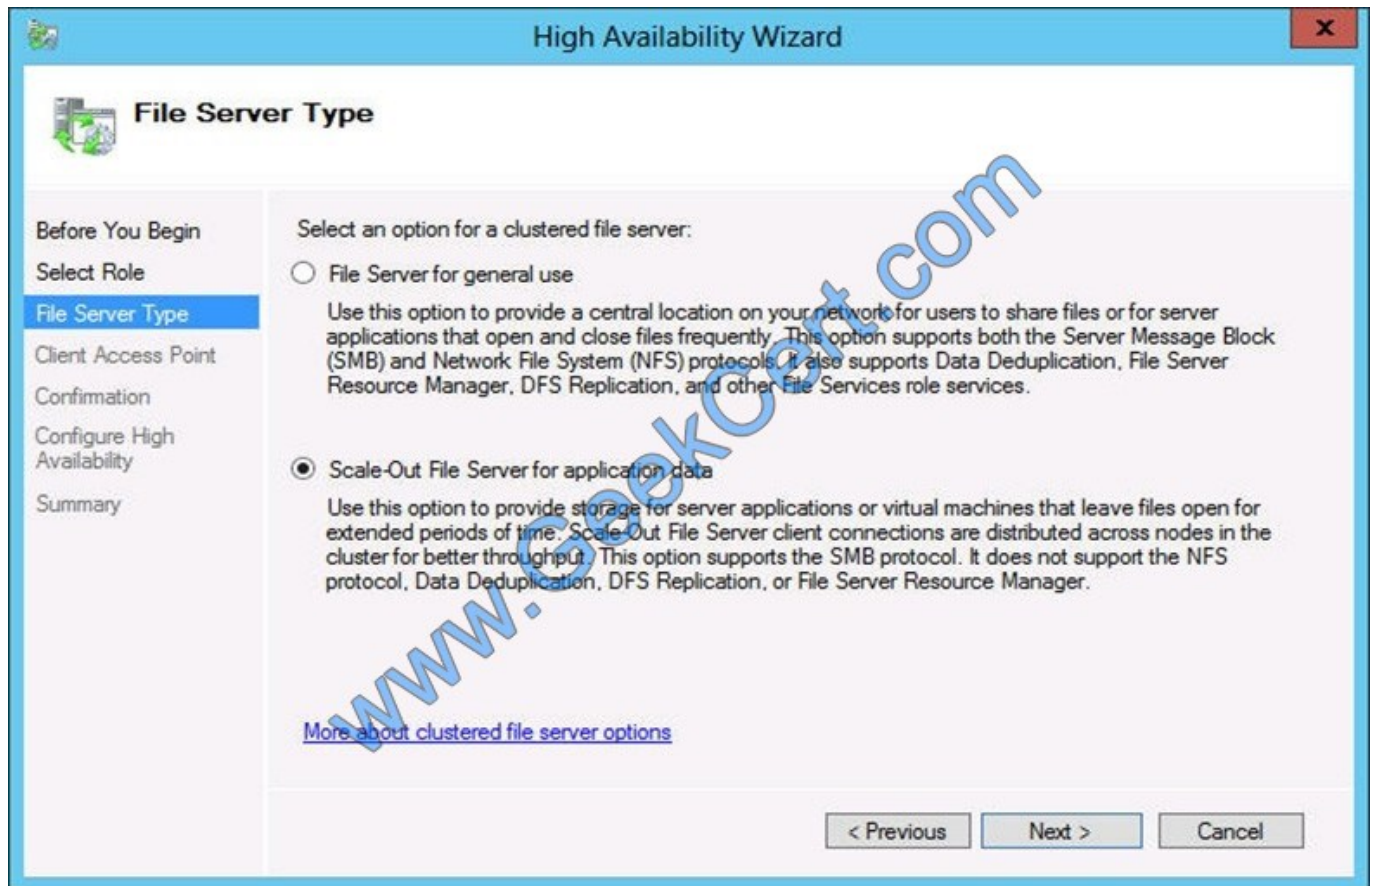 High Availability Wizard
X
File Server Type
Before You Begin
Select Role
File Server Type
Client Access Point
Confirmation
Configure High
Availability
Summary
Select an option for a clustered file server:
File Server for general use
Use this option to provide a central location on your network for users to share files or for server
applications that open and close files frequently. This option supports both the Server Message Block
(SMB) and Network File System (NFS) protocols. It also supports Data Deduplication, File Server
Resource Manager, DFS Replication, and other File Services role services.
Scale-Out File Server for application data
Use this option to provide storage for server applications or virtual machines that leave files open for
extended periods of time. Scale-Out File Server client connections are distributed across nodes in the
cluster for better throughput. This option supports the SMB protocol. It does not support the NFS
protocol, Data Deduplication, DFS Replication, or File Server Resource Manager.
More about clustered file server options
< Previous
Next >
Cancel
www.GeekCert.com